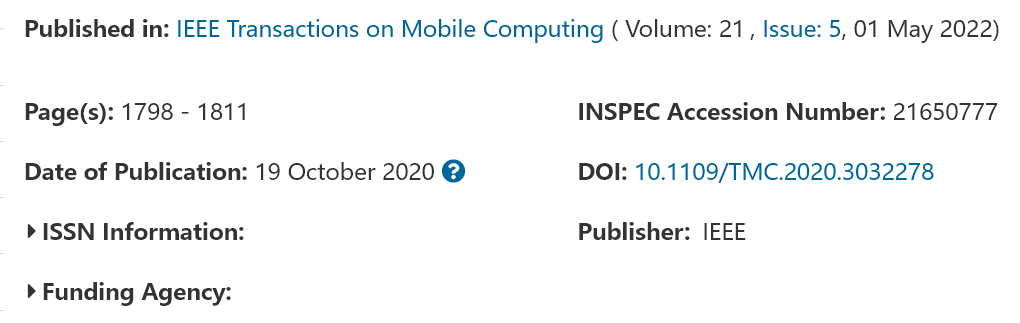 Published in: IEEE Transactions on Mobile Computing ( Volume: 21 , Issue: 5, 01 May 2022)
Page(s): 1798 - 1811
INSPEC Accession Number: 21650777
Date of Publication: 19 October 2020 ?
DOI: 10.1109/TMC.2020.3032278
ISSN Information:
Publisher: IEEE
Funding Agency: